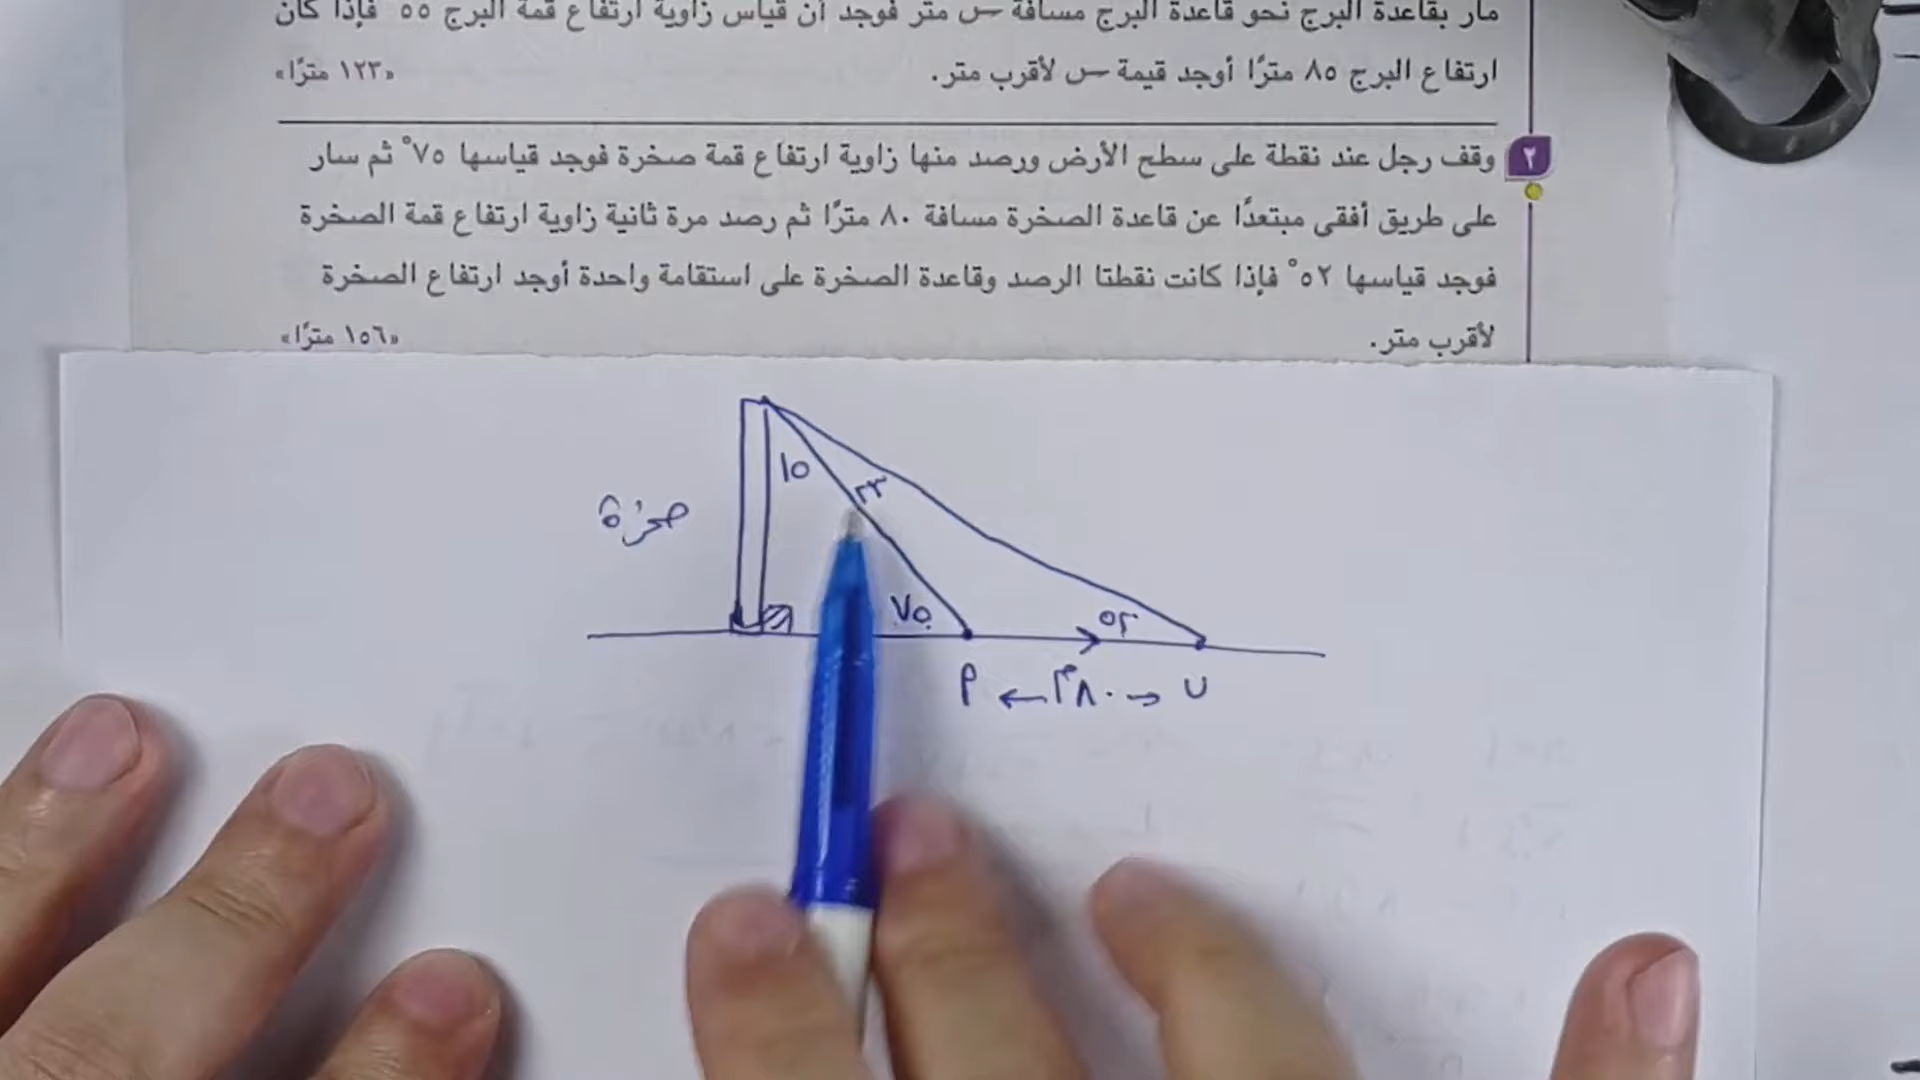 مار بقاعدة البرج نحو قاعدة البرج مسافة س متر فوجد أن قياس زاوية ارتفاع قمة البرج ٥٥ فإذا كان
ارتفاع البرج ٨٥ مترًا أوجد قيمة س لأقرب متر.
«١٢٣ مترًا»
٢
وقف رجل عند نقطة على سطح الأرض ورصد منها زاوية ارتفاع قمة صخرة فوجد قياسها ٧٥° ثم سار
على طريق أفقى مبتعدًا عن قاعدة الصخرة مسافة ٨٠ مترًا ثم رصد مرة ثانية زاوية ارتفاع قمة الصخرة
فوجد قياسها ٥٢° فإذا كانت نقطتا الرصد وقاعدة الصخرة على استقامة واحدة أوجد ارتفاع الصخرة
لأقرب متر.
«١٥٦ مترًا»
١٥
صخرة
٧٥
٥٢
٨٠م
ب